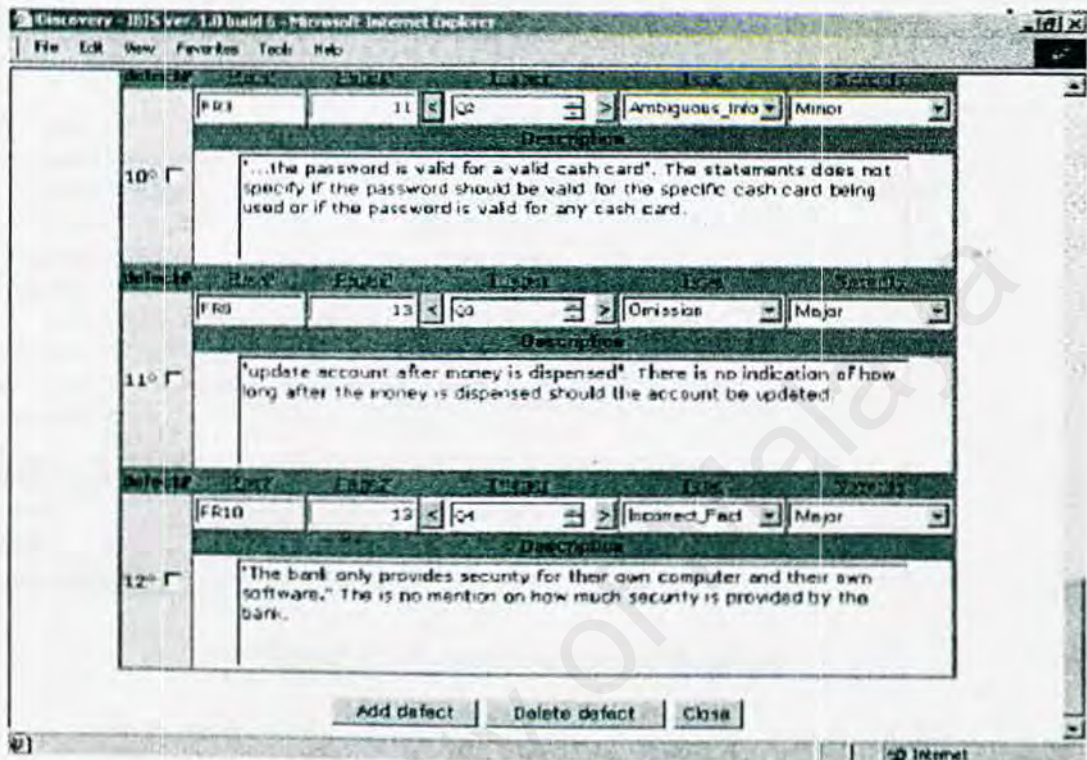 Discovery - IBIS ver. 1.0 build 6 - Microsoft Internet Explorer
File Edit View Favorites Tools Help
Severity
11 < Q2 > Ambiguous_Info Minor
Description
10°
"...the password is valid for a valid cash card". The statements does not
specify if the password should be valid for the specific cash card being
used or if the password is valid for any cash card.
Severity
13 < Q3 > Omission Major
Description
11°
"update account after money is dispensed". There is no indication of how
long after the money is dispensed should the account be updated.
Severity
FR10 13 < Q4 > Incorrect_Fact Major
Description
12°
"The bank only provides security for their own computer and their own
software." The is no mention on how much security is provided by the
bank.
Add defect Delete defect Close
Internet